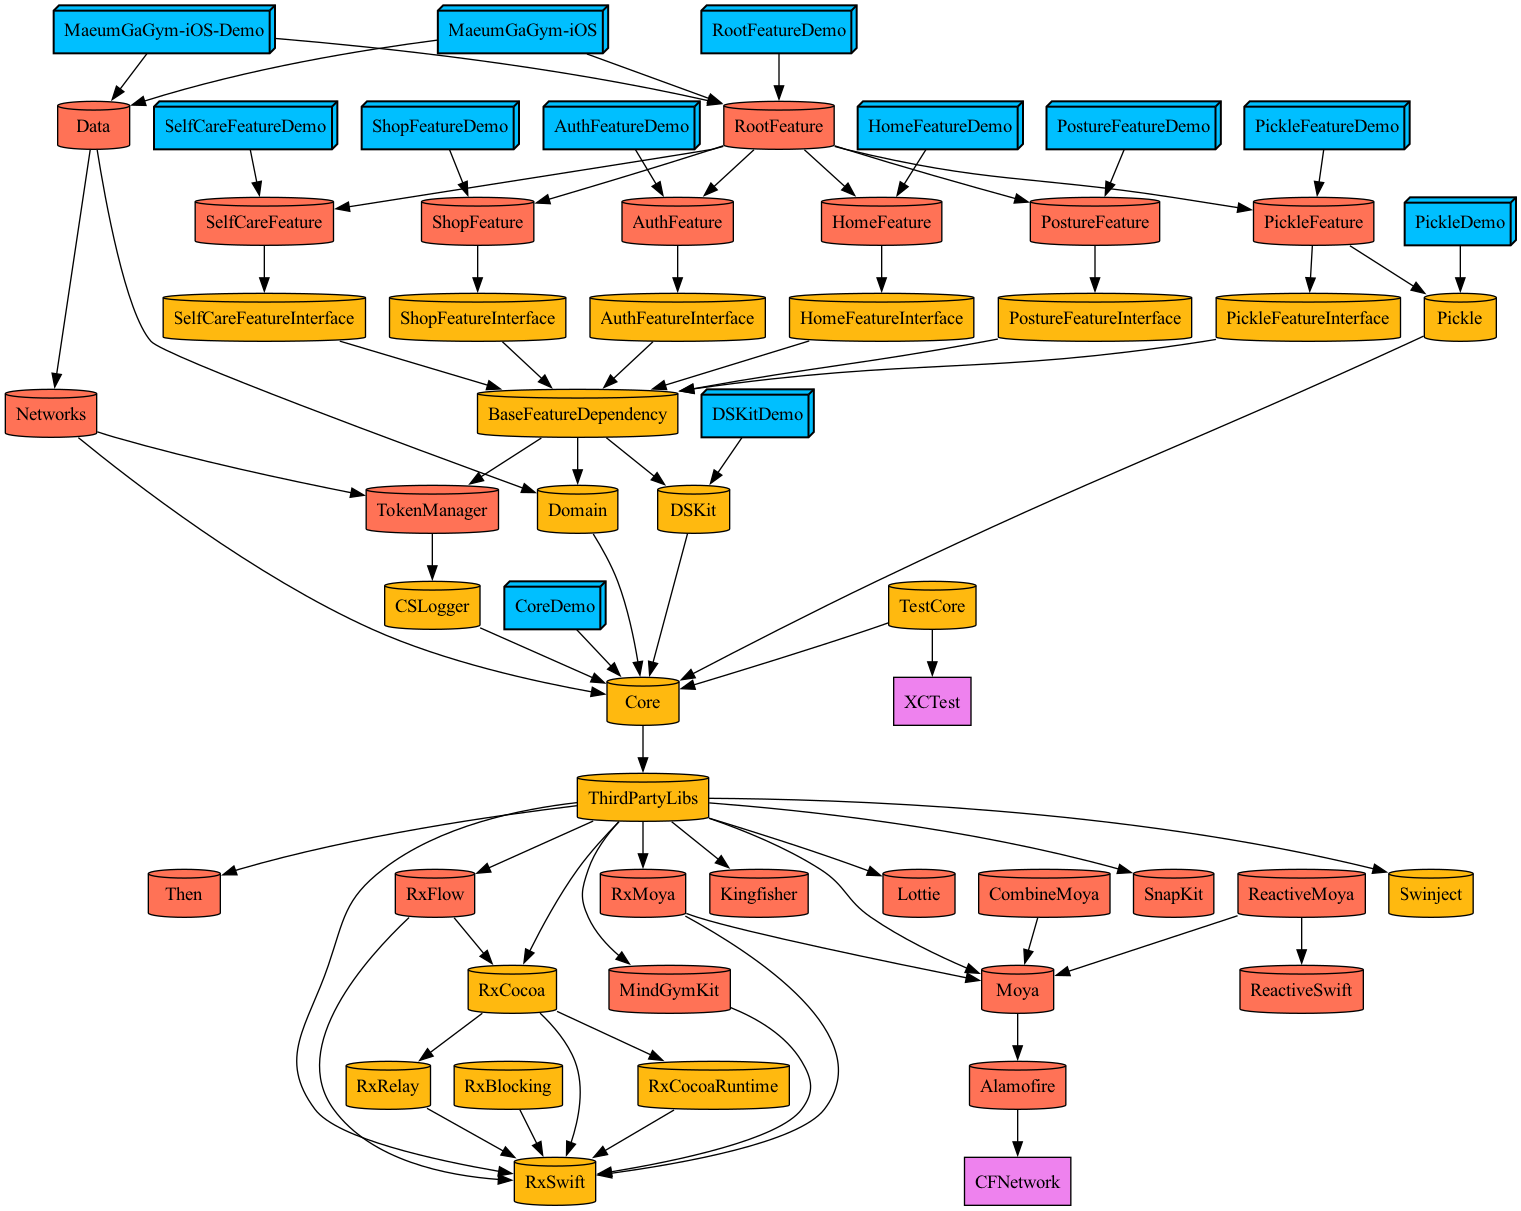 MaeumGaGym-iOS-Demo
MaeumGaGym-iOS
RootFeatureDemo
Data
SelfCareFeatureDemo
ShopFeatureDemo
AuthFeatureDemo
RootFeature
HomeFeatureDemo
PostureFeatureDemo
PickleFeatureDemo
SelfCareFeature
ShopFeature
AuthFeature
HomeFeature
PostureFeature
PickleFeature
PickleDemo
SelfCareFeatureInterface
ShopFeatureInterface
AuthFeatureInterface
HomeFeatureInterface
PostureFeatureInterface
PickleFeatureInterface
Pickle
Networks
BaseFeatureDependency
DSKitDemo
TokenManager
Domain
DSKit
CSLogger
CoreDemo
TestCore
Core
XCTest
ThirdPartyLibs
Then
RxFlow
RxMoya
Kingfisher
Lottie
CombineMoya
SnapKit
ReactiveMoya
Swinject
RxCocoa
MindGymKit
Moya
ReactiveSwift
RxRelay
RxBlocking
RxCocoaRuntime
Alamofire
RxSwift
CFNetwork